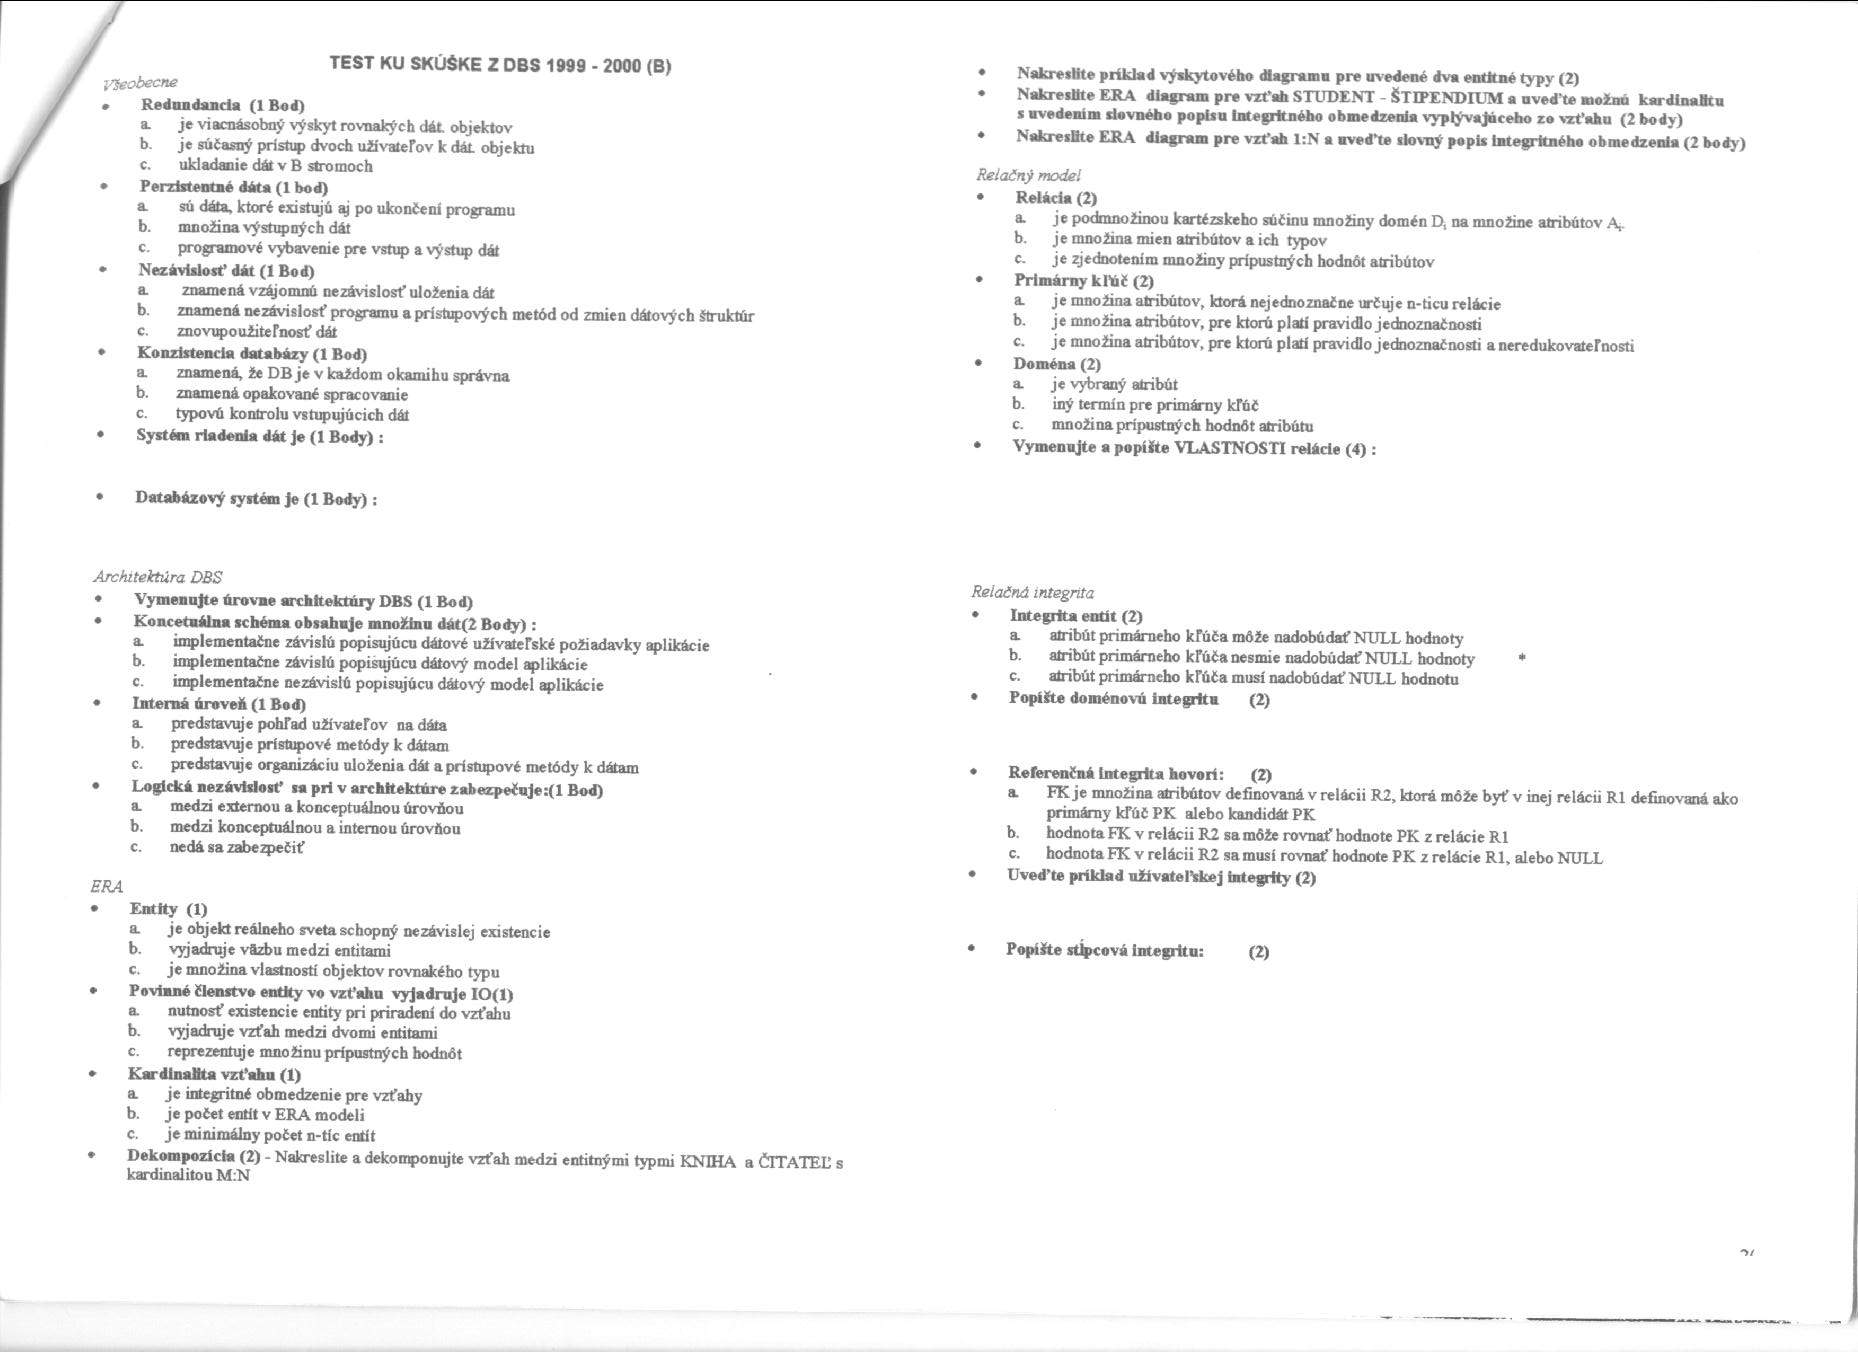 TEST KU SKÚŠKE Z DBS 1999 - 2000 (B)
Všeobecne
• Redundancia (1 Bod)
a. je viacnásobný výskyt rovnakých dát. objektov
b. je súčasný prístup dvoch užívateľov k dát. objektu
c. ukladanie dát v B stromoch
• Perzistentné dáta (1 bod)
a. sú dáta, ktoré existujú aj po ukončení programu
b. množina výstupných dát
c. programové vybavenie pre vstup a výstup dát
• Nezávislosť dát (1 Bod)
a. znamená vzájomnú nezávislosť uloženia dát
b. znamená nezávislosť programu a prístupových metód od zmien dátových štruktúr
c. znovupoužiteľnosť dát
• Konzistencia databázy (1 Bod)
a. znamená, že DB je v každom okamihu správna
b. znamená opakované spracovanie
c. typovú kontrolu vstupujúcich dát
• Systém riadenia dát je (1 Body) :
• Databázový systém je (1 Body) :
Architektúra DBS
• Vymenujte úrovne architektúry DBS (1 Bod)
• Koncetuálna schéma obsahuje množinu dát(2 Body) :
a. implementačne závislú popisujúcu dátové užívateľské požiadavky aplikácie
b. implementačne závislú popisujúcu dátový model aplikácie
c. implementačne nezávislú popisujúcu dátový model aplikácie
• Interná úroveň (1 Bod)
a. predstavuje pohľad užívateľov na dáta
b. predstavuje prístupové metódy k dátam
c. predstavuje organizáciu uloženia dát a prístupové metódy k dátam
• Logická nezávislosť sa pri v architektúre zabezpečuje:(1 Bod)
a. medzi externou a konceptuálnou úrovňou
b. medzi konceptuálnou a internou úrovňou
c. nedá sa zabezpečiť
ERA
• Entity (1)
a. je objekt reálneho sveta schopný nezávislej existencie
b. vyjadruje väzbu medzi entitami
c. je množina vlastností objektov rovnakého typu
• Povinné členstvo entity vo vzťahu vyjadruje IO(1)
a. nutnosť existencie entity pri priradení do vzťahu
b. vyjadruje vzťah medzi dvomi entitami
c. reprezentuje množinu prípustných hodnôt
• Kardinalita vzťahu (1)
a. je integritné obmedzenie pre vzťahy
b. je počet entít v ERA modeli
c. je minimálny počet n-tíc entít
• Dekompozícia (2) - Nakreslite a dekomponujte vzťah medzi entitnými typmi KNIHA a ČITATEĽ s
kardinalitou M:N
• Nakreslite príklad výskytového diagramu pre uvedené dva entitné typy (2)
• Nakreslite ERA diagram pre vzťah STUDENT - ŠTIPENDIUM a uveďte možnú kardinalitu
s uvedením slovného popisu integritného obmedzenia vyplývajúceho zo vzťahu (2 body)
• Nakreslite ERA diagram pre vzťah 1:N a uveďte slovný popis integritného obmedzenia (2 body)
Relačný model
• Relácia (2)
a. je podmnožinou kartézskeho súčinu množiny domén Di na množine atribútov Ai.
b. je množina mien atribútov a ich typov
c. je zjednotením množiny prípustných hodnôt atribútov
• Primárny kľúč (2)
a. je množina atribútov, ktorá nejednoznačne určuje n-ticu relácie
b. je množina atribútov, pre ktorú platí pravidlo jednoznačnosti
c. je množina atribútov, pre ktorú platí pravidlo jednoznačnosti a neredukovateľnosti
• Doména (2)
a. je vybraný atribút
b. iný termín pre primárny kľúč
c. množina prípustných hodnôt atribútu
• Vymenujte a popíšte VLASTNOSTI relácie (4) :
Relačná integrita
• Integrita entít (2)
a. atribút primárneho kľúča môže nadobúdať NULL hodnoty
b. atribút primárneho kľúča nesmie nadobúdať NULL hodnoty *
c. atribút primárneho kľúča musí nadobúdať NULL hodnotu
• Popíšte doménovú integritu (2)
• Referenčná integrita hovorí: (2)
a. FK je množina atribútov definovaná v relácii R2, ktorá môže byť v inej relácii R1 definovaná ako
primárny kľúč PK alebo kandidát PK
b. hodnota FK v relácii R2 sa môže rovnať hodnote PK z relácie R1
c. hodnota FK v relácii R2 sa musí rovnať hodnote PK z relácie R1, alebo NULL
• Uveďte príklad užívateľskej integrity (2)
• Popíšte stĺpcová integritu: (2)